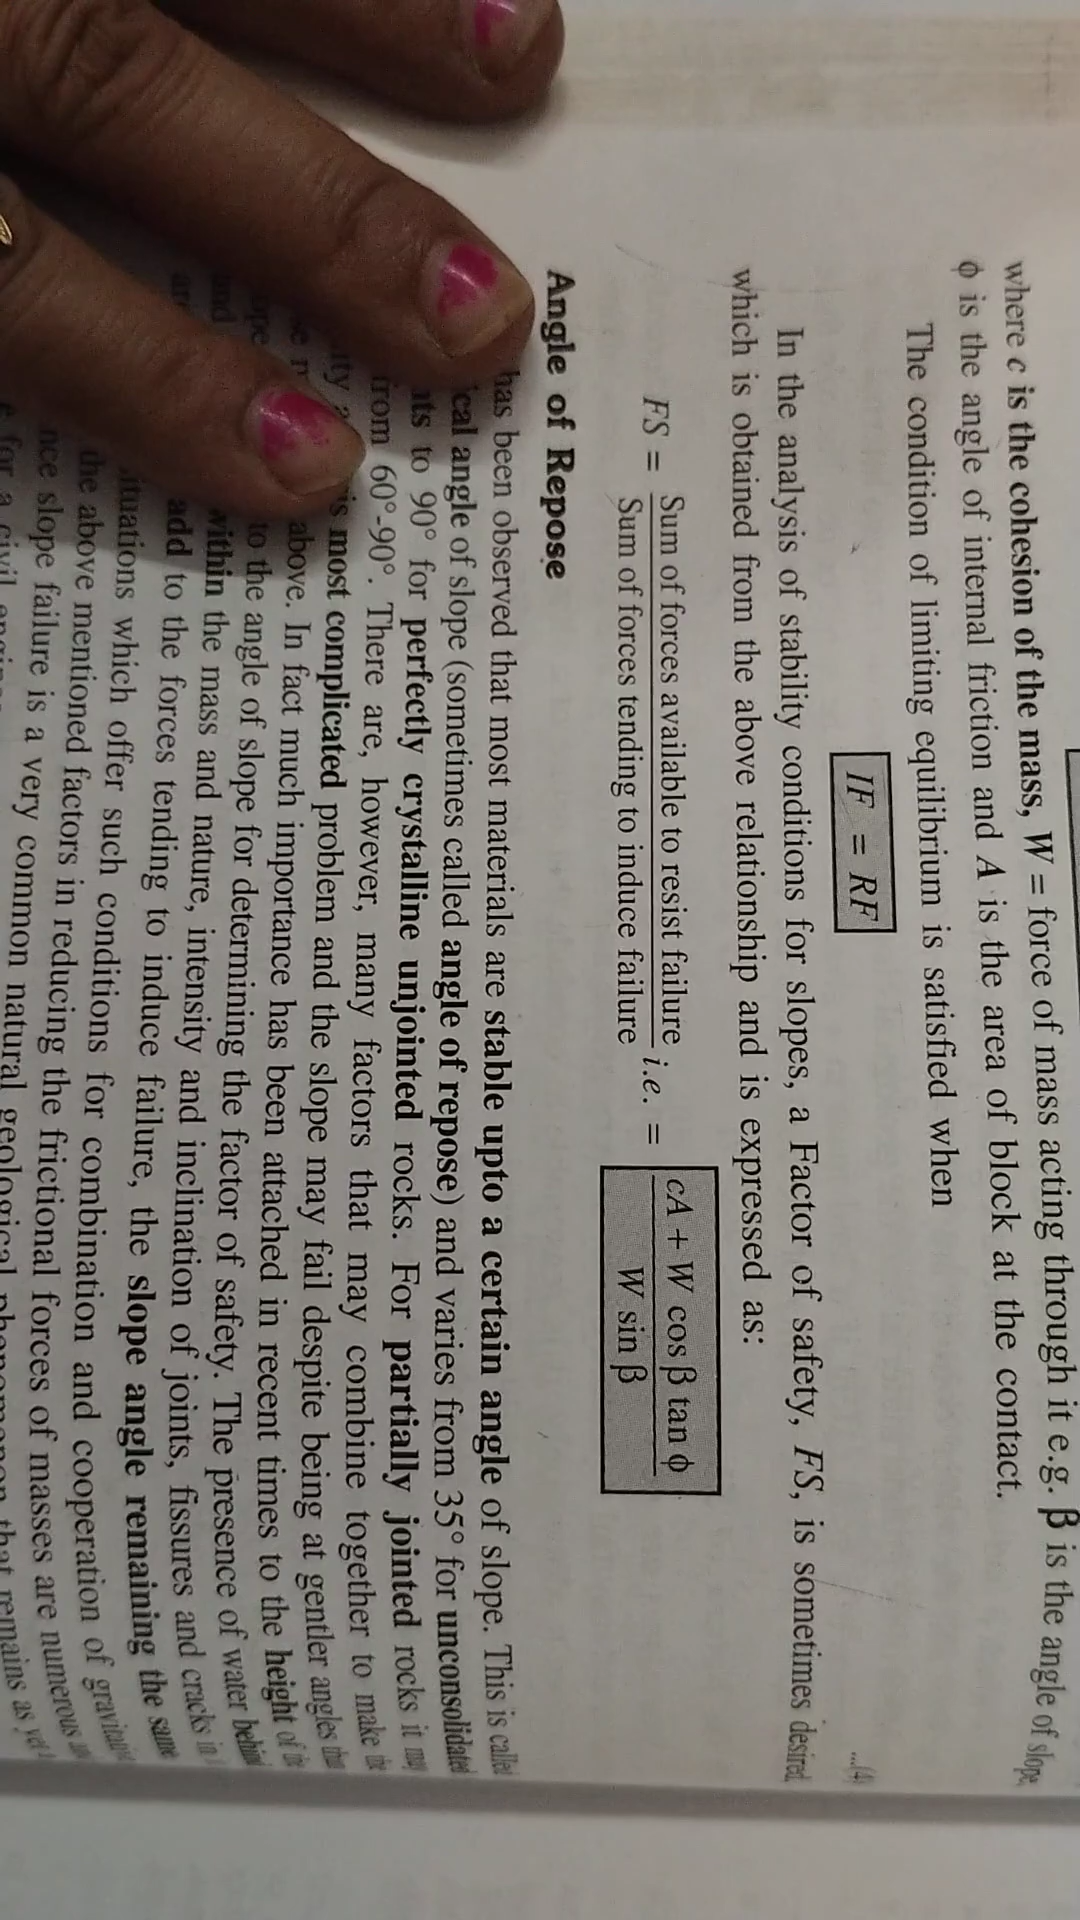 where c is the cohesion of the mass, W = force of mass acting through it e.g. β is the angle of slope,
ϕ is the angle of internal friction and A is the area of block at the contact.
The condition of limiting equilibrium is satisfied when
TF = RF
...(4)
In the analysis of stability conditions for slopes, a Factor of safety, FS, is sometimes desired,
which is obtained from the above relationship and is expressed as:
FS = Sum of forces available to resist failure / Sum of forces tending to induce failure i.e. = cA + W cos β tan ϕ / W sin β
Angle of Repose
has been observed that most materials are stable upto a certain angle of slope. This is called
angle of slope (sometimes called angle of repose) and varies from 35° for unconsolidated
to 90° for perfectly crystalline unjointed rocks. For partially jointed rocks it may
from 60°-90°. There are, however, many factors that may combine together to make the
is most complicated problem and the slope may fail despite being at gentler angles than
above. In fact much importance has been attached in recent times to the height of the
to the angle of slope for determining the factor of safety. The presence of water behind
and within the mass and nature, intensity and inclination of joints, fissures and cracks in
add to the forces tending to induce failure, the slope angle remaining the same
situations which offer such conditions for combination and cooperation of
the above mentioned factors in reducing the frictional forces of masses are numerous and
slope failure is a very common natural geological phenomenon that remains as yet
for a civil